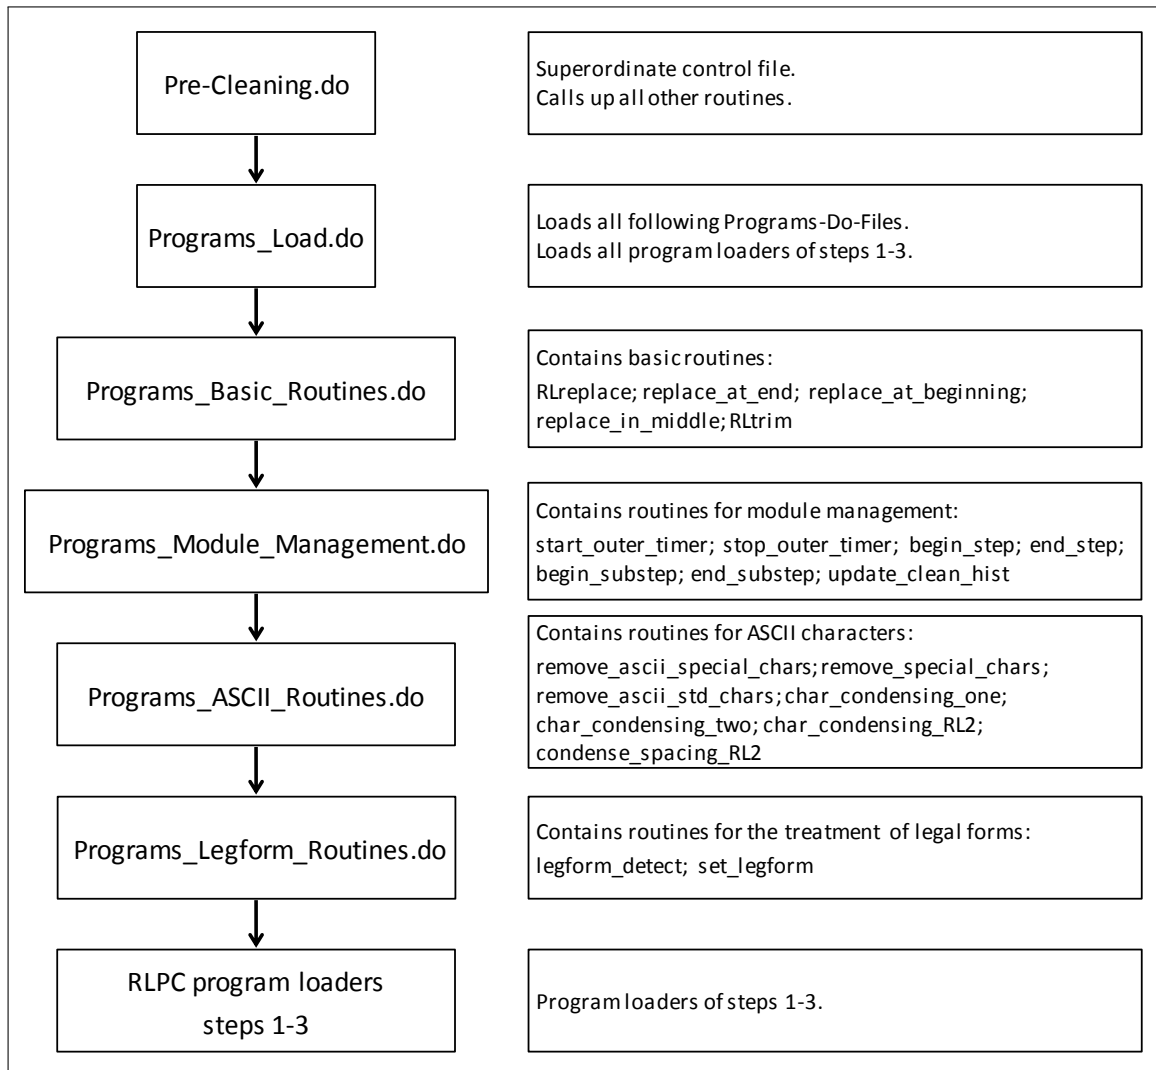 Pre-Cleaning.do
Superordinate control file.
Calls up all other routines.
Programs_Load.do
Loads all following Programs-Do-Files.
Loads all program loaders of steps 1-3.
Programs_Basic_Routines.do
Contains basic routines:
RLreplace; replace_at_end; replace_at_beginning;
replace_in_middle; RLtrim
Programs_Module_Management.do
Contains routines for module management:
start_outer_timer; stop_outer_timer; begin_step; end_step;
begin_substep; end_substep; update_clean_hist
Programs_ASCII_Routines.do
Contains routines for ASCII characters:
remove_ascii_special_chars; remove_special_chars;
remove_ascii_std_chars; char_condensing_one;
char_condensing_two; char_condensing_RL2;
condense_spacing_RL2
Programs_Legform_Routines.do
Contains routines for the treatment of legal forms:
legform_detect; set_legform
RLPC program loaders
steps 1-3
Program loaders of steps 1-3.